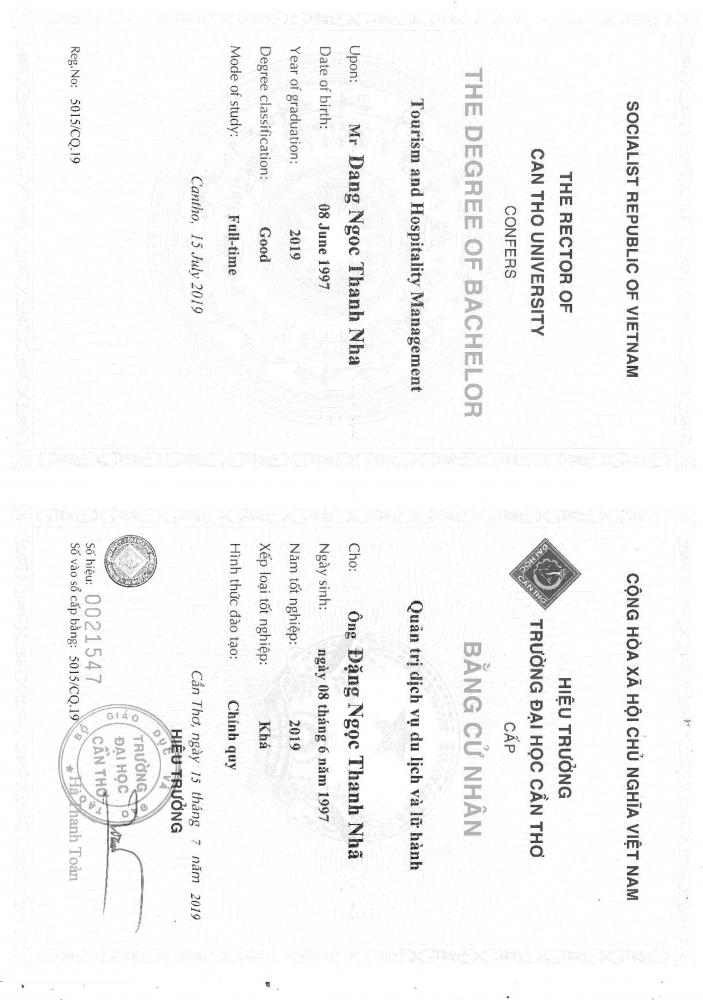 SOCIALIST REPUBLIC OF VIETNAM
THE RECTOR OF
CAN THO UNIVERSITY
CONFERS
THE DEGREE OF BACHELOR
Tourism and Hospitality Management
Upon: Mr Dang Ngoc Thanh Nha
Date of birth: 08 June 1997
Year of graduation: 2019
Degree classification: Good
Mode of study: Full-time
Cantho, 15 July 2019
Reg.No: 5015/CQ.19
CỘNG HÒA XÃ HỘI CHỦ NGHĨA VIỆT NAM
ĐẠI HỌC
CẦN THƠ
HIỆU TRƯỞNG
TRƯỜNG ĐẠI HỌC CẦN THƠ
CẤP
BẰNG CỬ NHÂN
Quản trị dịch vụ du lịch và lữ hành
Cho: Ông Đặng Ngọc Thanh Nhã
Ngày sinh: ngày 08 tháng 6 năm 1997
Năm tốt nghiệp: 2019
Xếp loại tốt nghiệp: Khá
Hình thức đào tạo: Chính quy
Cần Thơ, ngày 15 tháng 7 năm 2019
HIỆU TRƯỞNG
BỘ GIÁO DỤC VÀ
TRƯỜNG
ĐẠI HỌC
CẦN THƠ
Hà Thanh Toàn
Số hiệu: 0021547
Số vào sổ cấp bằng: 5015/CQ.19